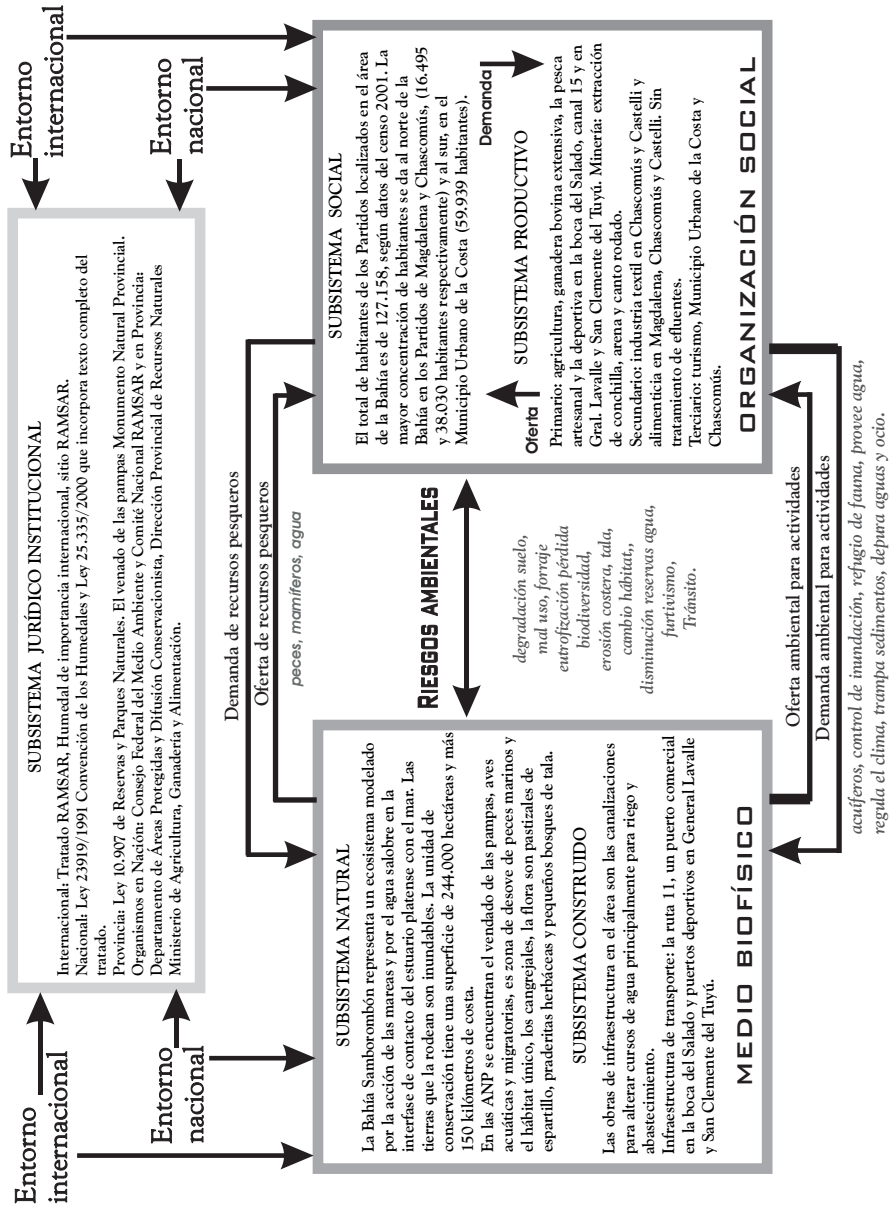 Entorno
internacional
Entorno
nacional
SUBSISTEMA JURÍDICO INSTITUCIONAL
Internacional: Tratado RAMSAR, Humedal de importancia internacional, sitio RAMSAR.
Nacional: Ley 23919/1991 Convención de los Humedales y Ley 25.335/2000 que incorpora texto completo del
tratado.
Provincia: Ley 10.907 de Reservas y Parques Naturales. El venado de las pampas Monumento Natural Provincial.
Organismos en Nación: Consejo Federal del Medio Ambiente y Comité Nacional RAMSAR y en Provincia:
Departamento de Áreas Protegidas y Difusión Conservacionista, Dirección Provincial de Recursos Naturales
Ministerio de Agricultura, Ganadería y Alimentación.
Entorno
internacional
Entorno
nacional
SUBSISTEMA NATURAL
La Bahía Samborombón representa un ecosistema modelado
por la acción de las mareas y por el agua salobre en la
interfase de contacto del estuario platense con el mar. Las
tierras que la rodean son inundables. La unidad de
conservación tiene una superficie de 244.000 hectáreas y más
150 kilómetros de costa.
En las ANP se encuentran el vendado de las pampas, aves
acuáticas y migratorias, es zona de desove de peces marinos y
el hábitat único, los cangrejales, la flora son pastizales de
espartillo, praderitas herbáceas y pequeños bosques de tala.
SUBSISTEMA CONSTRUIDO
Las obras de infraestructura en el área son las canalizaciones
para alterar cursos de agua principalmente para riego y
abastecimiento.
Infraestructura de transporte: la ruta 11, un puerto comercial
en la boca del Salado y puertos deportivos en General Lavalle
y San Clemente del Tuyú.
MEDIO BIOFÍSICO
Demanda de recursos pesqueros
Oferta de recursos pesqueros
peces, mamíferos, agua
RIESGOS AMBIENTALES
degradación suelo,
mal uso, forraje
eutrofización pérdida
biodiversidad,
erosión costera, tala,
cambio hábitat,,
disminución reservas agua,
furtivismo,
Tránsito.
Oferta ambiental para actividades
Demanda ambiental para actividades
acuíferos, control de inundación, refugio de fauna, provee agua,
regula el clima, trampa sedimentos, depura aguas y ocio.
SUBSISTEMA SOCIAL
El total de habitantes de los Partidos localizados en el área
de la Bahía es de 127.158, según datos del censo 2001. La
mayor concentración de habitantes se da al norte de la
Bahía en los Partidos de Magdalena y Chascomús, (16.495
y 38.030 habitantes respectivamente) y al sur, en el
Municipio Urbano de la Costa (59.939 habitantes).
Oferta
Demanda
SUBSISTEMA PRODUCTIVO
Primario: agricultura, ganadera bovina extensiva, la pesca
artesanal y la deportiva en la boca del Salado, canal 15 y en
Gral. Lavalle y San Clemente del Tuyú. Minería: extracción
de conchilla, arena y canto rodado.
Secundario: industria textil en Chascomús y Castelli y
alimenticia en Magdalena, Chascomús y Castelli. Sin
tratamiento de efluentes.
Terciario: turismo, Municipio Urbano de la Costa y
Chascomús.
ORGANIZACIÓN SOCIAL